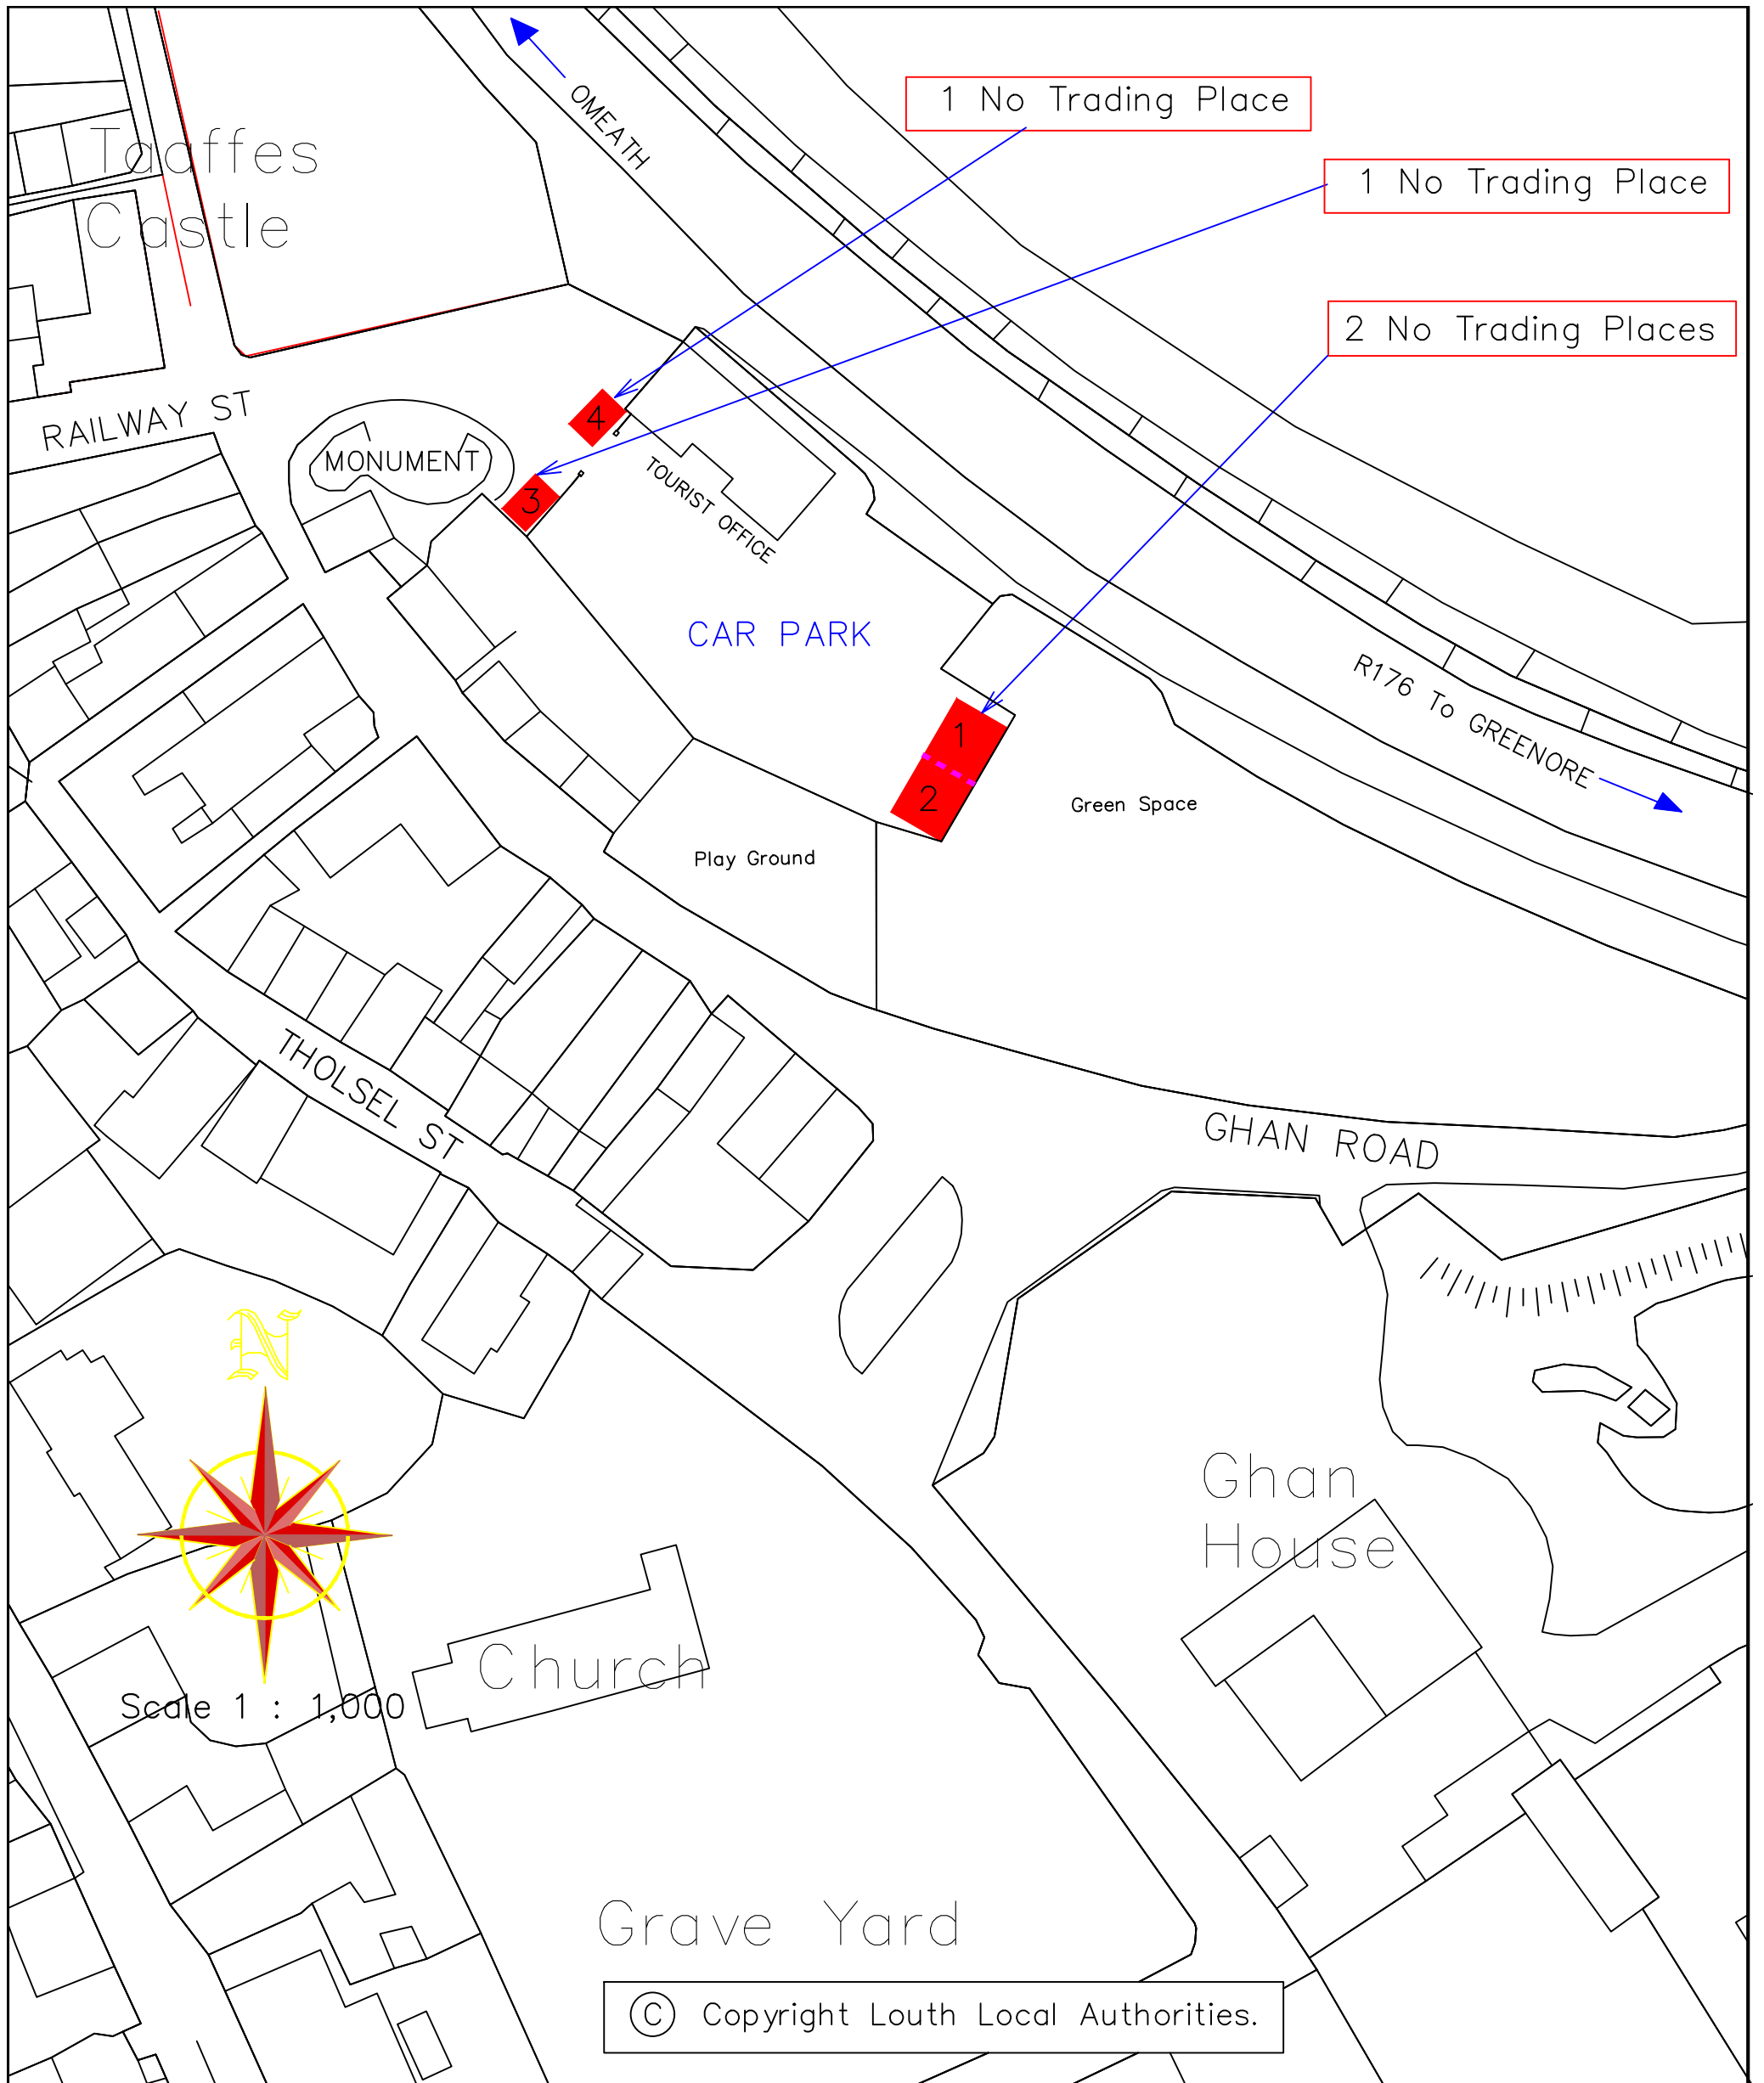 1 No Trading Place
OMEATH
Taaffes
Castle
1 No Trading Place
2 No Trading Places
RAILWAY ST
4
MONUMENT
3
TOURIST OFFICE
CAR PARK
R176 To GREENORE
1
2
Green Space
Play Ground
THOLSEL ST
GHAN ROAD
N
Ghan
House
Church
Scale 1 : 1,000
Grave Yard
© Copyright Louth Local Authorities.